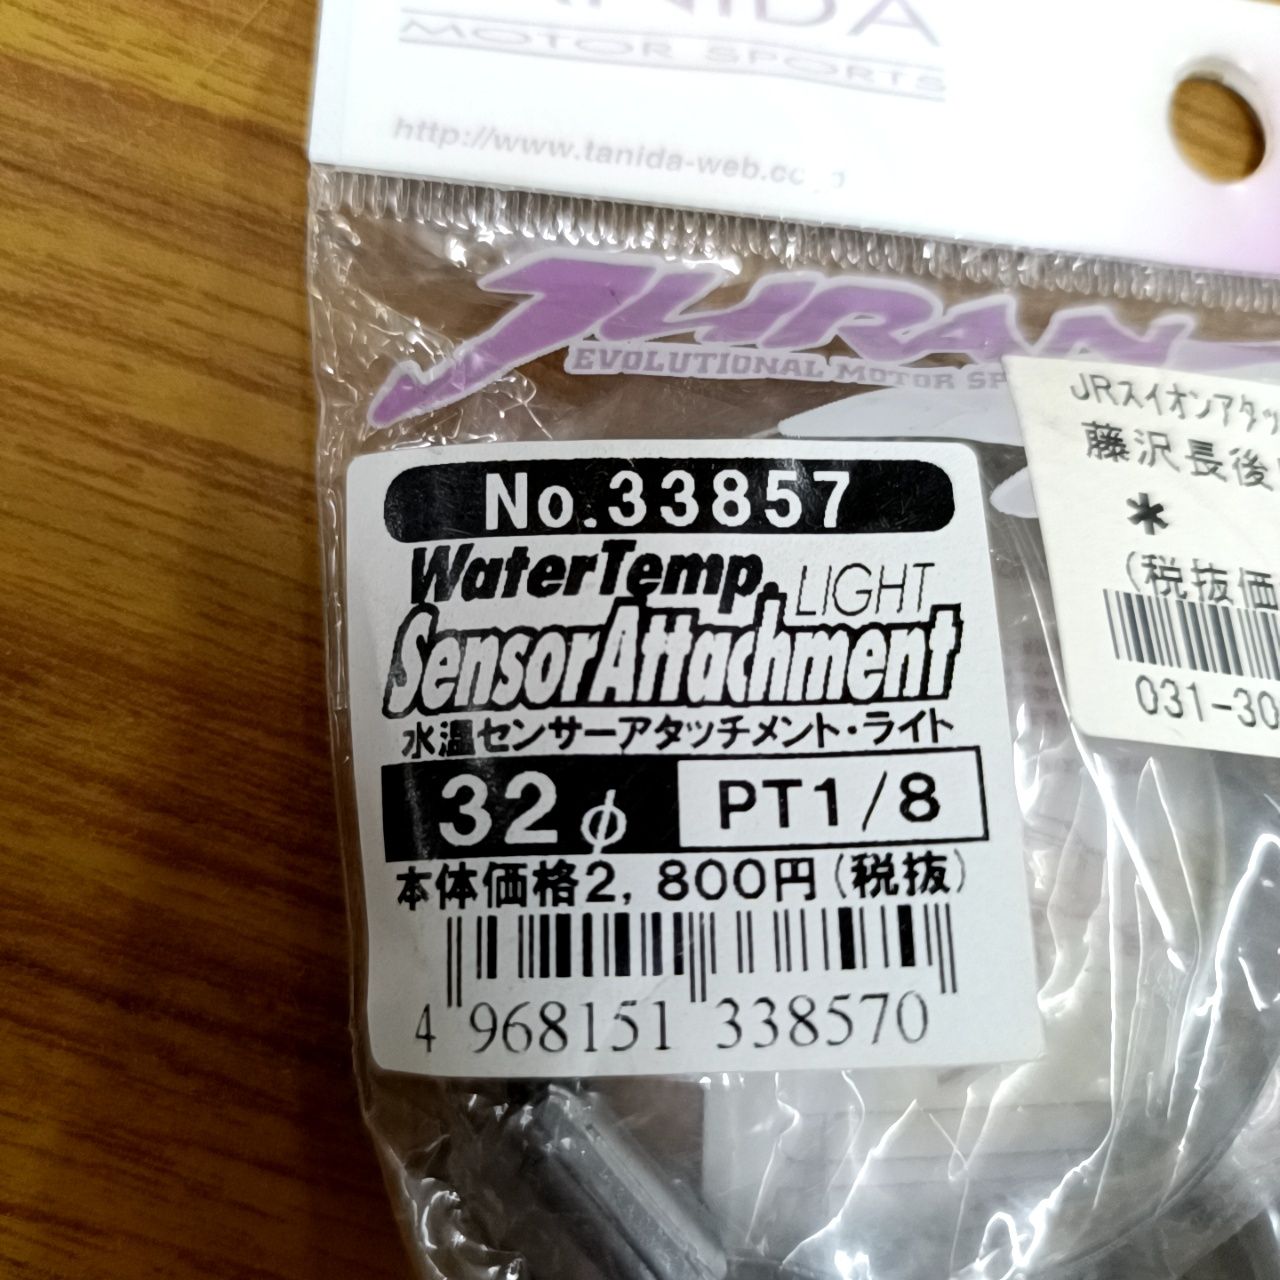 TANIDA
MOTOR SPORTS
http://www.tanida-web.co
JURAN
EVOLUTIONAL MOTOR SP
JRスイオンアタッ
藤沢長後
*
(税抜価
031-30
No.33857
WaterTemp. LIGHT
SensorAttachment
水温センサーアタッチメント・ライト
32φ PT1/8
本体価格2,800円(税抜)
4 968151 338570